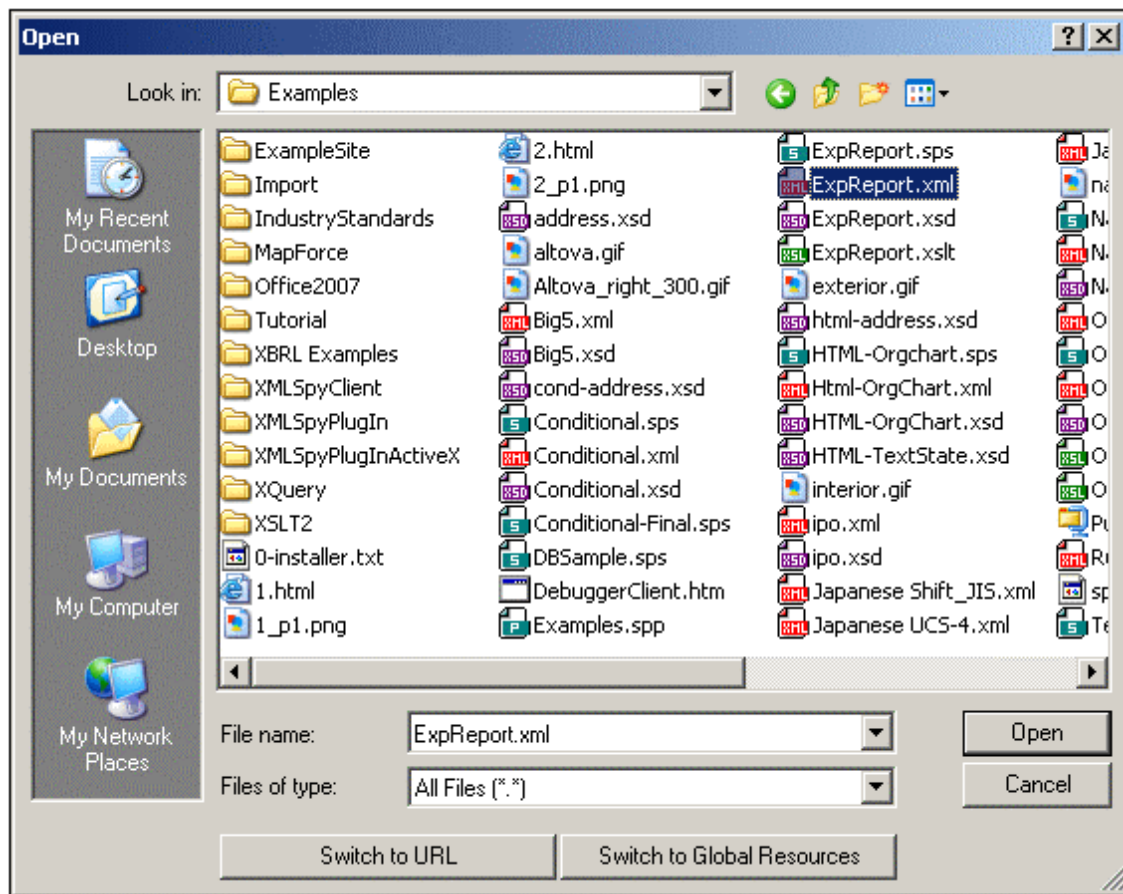 Open
Look in:
Examples
My Recent
Documents
Desktop
My Documents
My Computer
My Network
Places
ExampleSite
Import
IndustryStandards
MapForce
Office2007
Tutorial
XBRL Examples
XMLSpyClient
XMLSpyPlugIn
XMLSpyPlugInActiveX
XQuery
XSLT2
0-installer.txt
1.html
1_p1.png
2.html
2_p1.png
address.xsd
altova.gif
Altova_right_300.gif
Big5.xml
Big5.xsd
cond-address.xsd
Conditional.sps
Conditional.xml
Conditional.xsd
Conditional-Final.sps
DBSample.sps
DebuggerClient.htm
Examples.spp
ExpReport.sps
ExpReport.xml
ExpReport.xsd
ExpReport.xslt
exterior.gif
html-address.xsd
HTML-Orgchart.sps
Html-OrgChart.xml
HTML-OrgChart.xsd
HTML-TextState.xsd
interior.gif
ipo.xml
ipo.xsd
Japanese Shift_JIS.xml
Japanese UCS-4.xml
File name:
ExpReport.xml
Open
Files of type:
All Files (*.*)
Cancel
Switch to URL
Switch to Global Resources